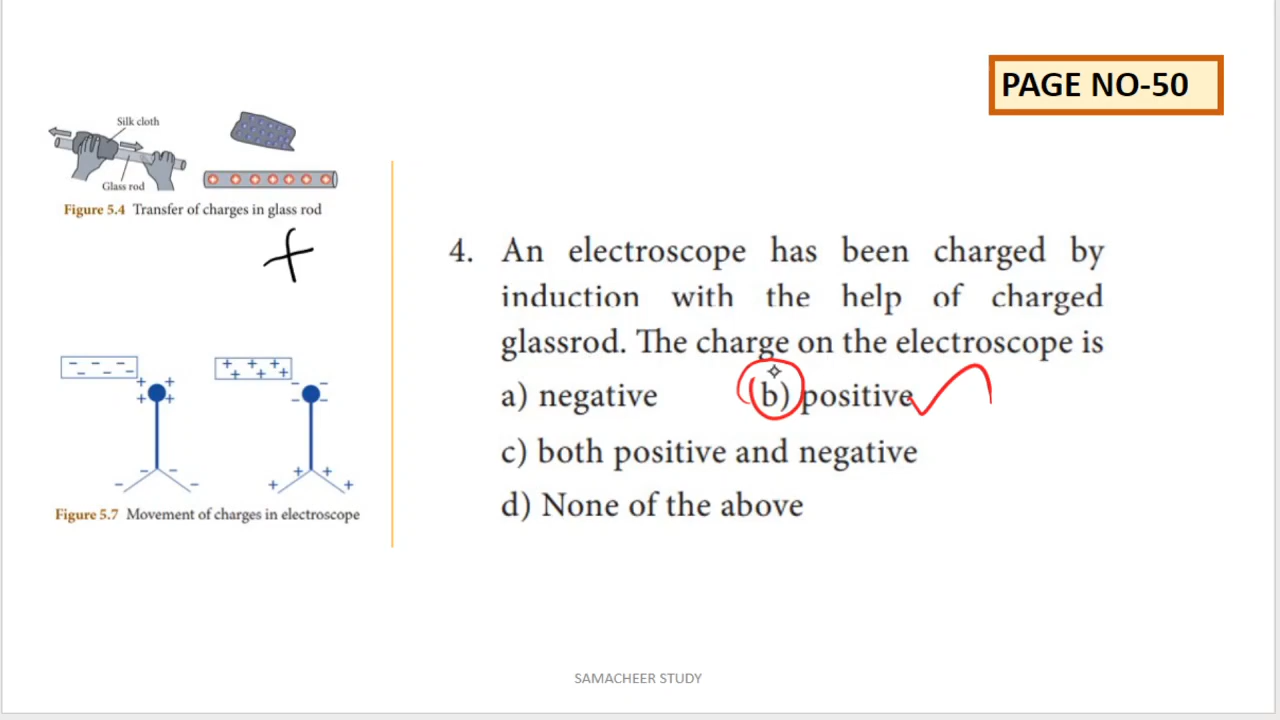 PAGE NO-50
Silk cloth
Glass rod
Figure 5.4 Transfer of charges in glass rod
+
4. An electroscope has been charged by
induction with the help of charged
glassrod. The charge on the electroscope is
a) negative b) positive
c) both positive and negative
d) None of the above
Figure 5.7 Movement of charges in electroscope
SAMACHEER STUDY